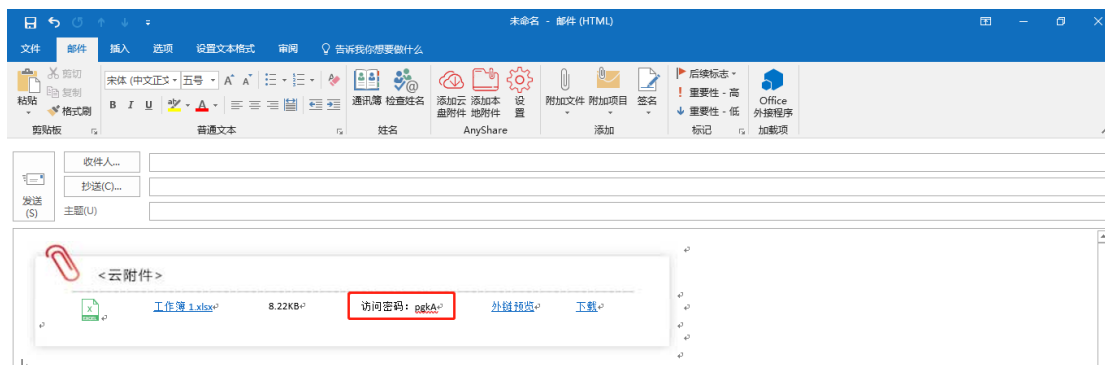 未命名 - 邮件 (HTML)
文件 邮件 插入 选项 设置文本格式 审阅 告诉我你想要做什么
粘贴 剪切 复制 格式刷
宋体 (中文正文 五号
B I U
通讯簿 检查姓名
添加云盘附件 添加本地附件 设置
附加文件 附加项目 签名
后续标志
重要性 - 高
重要性 - 低
Office 外接程序
剪贴板 普通文本 姓名 AnyShare 添加 标记 加载项
发送(S)
收件人...
抄送(C)...
主题(U)
<云附件>
工作簿 1.xlsx 8.22KB 访问密码：pgkA 外链预览 下载